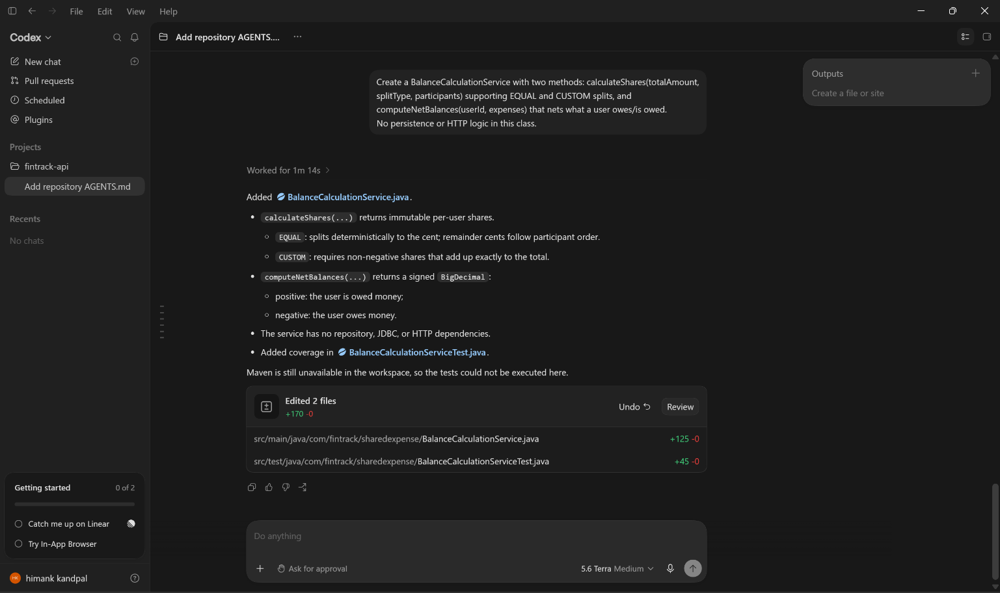 File Edit View Help
Codex
New chat
Pull requests
Scheduled
Plugins
Projects
fintrack-api
Add repository AGENTS.md
Recents
No chats
Getting started 0 of 2
Catch me up on Linear
Try In-App Browser
HK himank kandpal
Add repository AGENTS.... ...
Create a BalanceCalculationService with two methods: calculateShares(totalAmount,
splitType, participants) supporting EQUAL and CUSTOM splits, and
computeNetBalances(userId, expenses) that nets what a user owes/is owed.
No persistence or HTTP logic in this class.
Worked for 1m 14s
Added BalanceCalculationService.java.
• calculateShares(...) returns immutable per-user shares.
◦ EQUAL: splits deterministically to the cent; remainder cents follow participant order.
◦ CUSTOM: requires non-negative shares that add up exactly to the total.
• computeNetBalances(...) returns a signed BigDecimal:
◦ positive: the user is owed money;
◦ negative: the user owes money.
• The service has no repository, JDBC, or HTTP dependencies.
• Added coverage in BalanceCalculationServiceTest.java.
Maven is still unavailable in the workspace, so the tests could not be executed here.
Edited 2 files
+170 -0
Undo Review
src/main/java/com/fintrack/sharedexpense/BalanceCalculationService.java +125 -0
src/test/java/com/fintrack/sharedexpense/BalanceCalculationServiceTest.java +45 -0
Do anything
Ask for approval 5.6 Terra Medium
Outputs
Create a file or site